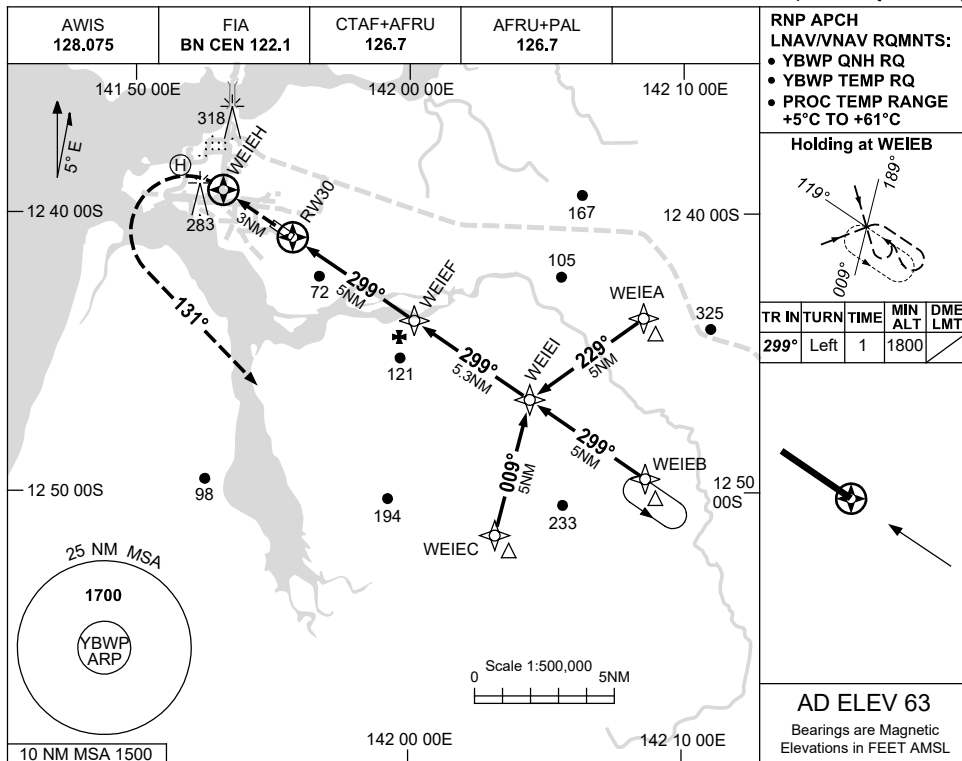 AWIS
128.075
FIA
BN CEN 122.1
CTAF+AFRU
126.7
AFRU+PAL
126.7
RNP APCH
LNAV/VNAV RQMNTS:
• YBWP QNH RQ
• YBWP TEMP RQ
• PROC TEMP RANGE
+5°C TO +61°C
141 50 00E
142 00 00E
142 10 00E
5° E
318
H
WEIEH
283
3NM
RW30
12 40 00S
12 40 00S
167
72
299°
5NM
WEIEF
105
WEIEA
325
131°
121
299°
5.3NM
WEIEI
229°
5NM
299°
5NM
WEIEB
009°
5NM
12 50 00S
12 50
00S
98
194
233
WEIEC
25 NM MSA
1700
YBWP
ARP
10 NM MSA 1500
Scale 1:500,000
0
5NM
142 00 00E
142 10 00E
Holding at WEIEB
119°
189°
009°
TR IN
TURN
TIME
MIN
ALT
DME
LMT
299°
Left
1
1800
AD ELEV 63
Bearings are Magnetic
Elevations in FEET AMSL